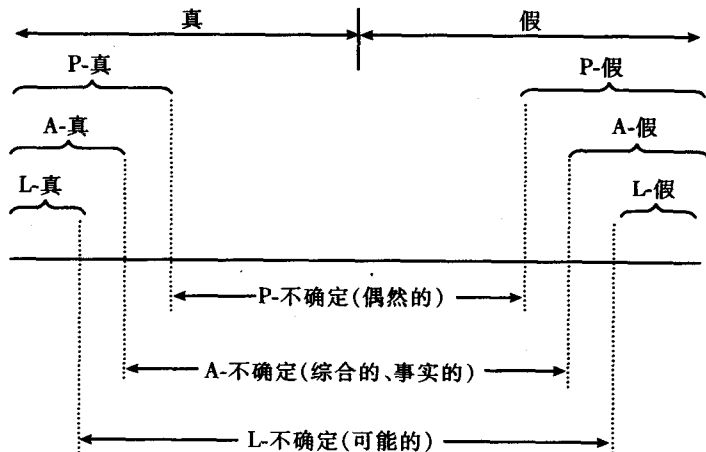 真 假
P-真 P-假
A-真 A-假
L-真 L-假
P-不确定(偶然的)
A-不确定(综合的、事实的)
L-不确定(可能的)